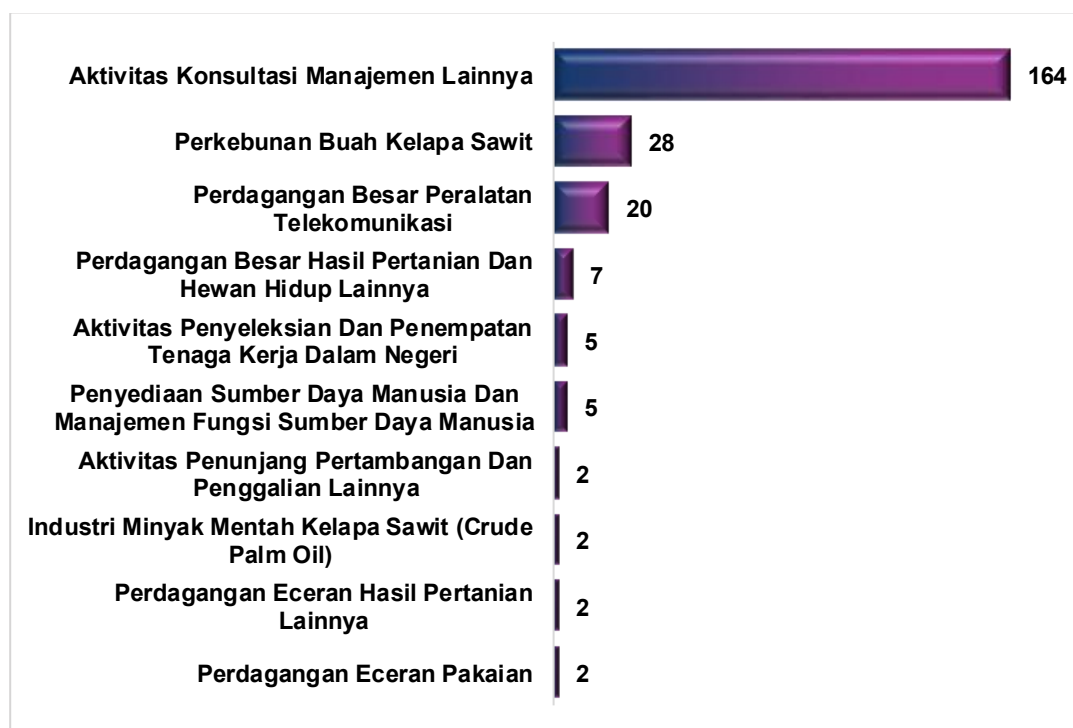 Aktivitas Konsultasi Manajemen Lainnya 164
Perkebunan Buah Kelapa Sawit 28
Perdagangan Besar Peralatan
Telekomunikasi 20
Perdagangan Besar Hasil Pertanian Dan
Hewan Hidup Lainnya 7
Aktivitas Penyeleksian Dan Penempatan
Tenaga Kerja Dalam Negeri 5
Penyediaan Sumber Daya Manusia Dan
Manajemen Fungsi Sumber Daya Manusia 5
Aktivitas Penunjang Pertambangan Dan
Penggalian Lainnya 2
Industri Minyak Mentah Kelapa Sawit (Crude
Palm Oil) 2
Perdagangan Eceran Hasil Pertanian
Lainnya 2
Perdagangan Eceran Pakaian 2